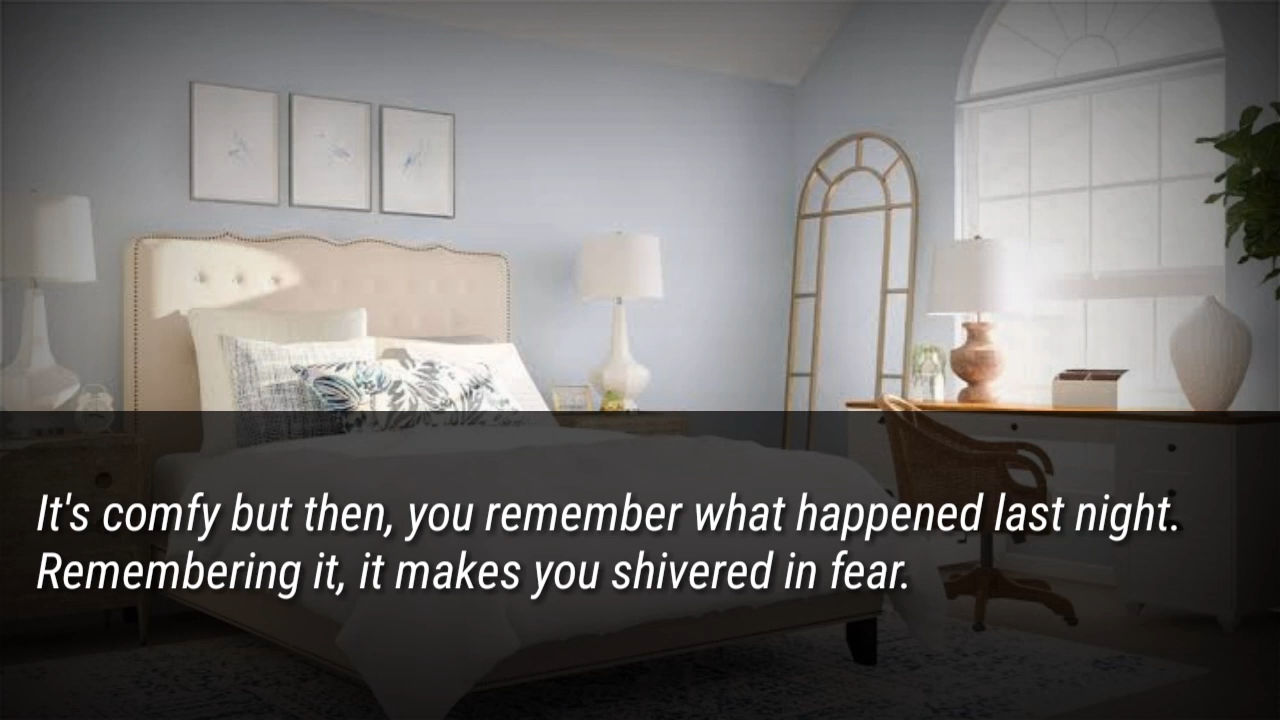 It's comfy but then, you remember what happened last night.
Remembering it, it makes you shivered in fear.